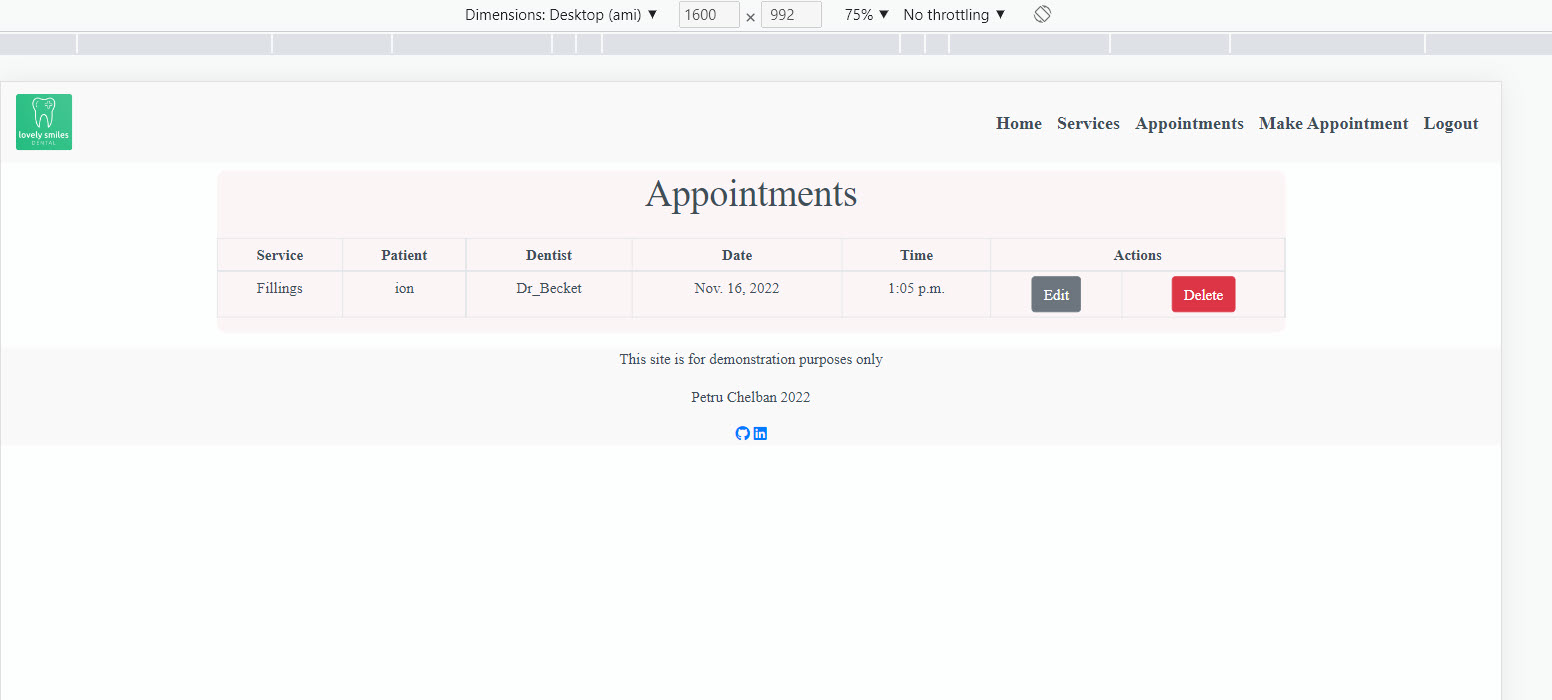 Dimensions: Desktop (ami) ▼ 1600 × 992 75% ▼ No throttling ▼
lovely smiles
DENTAL
Home Services Appointments Make Appointment Logout
Appointments
Service Patient Dentist Date Time Actions
Fillings ion Dr_Becket Nov. 16, 2022 1:05 p.m. Edit Delete
This site is for demonstration purposes only
Petru Chelban 2022